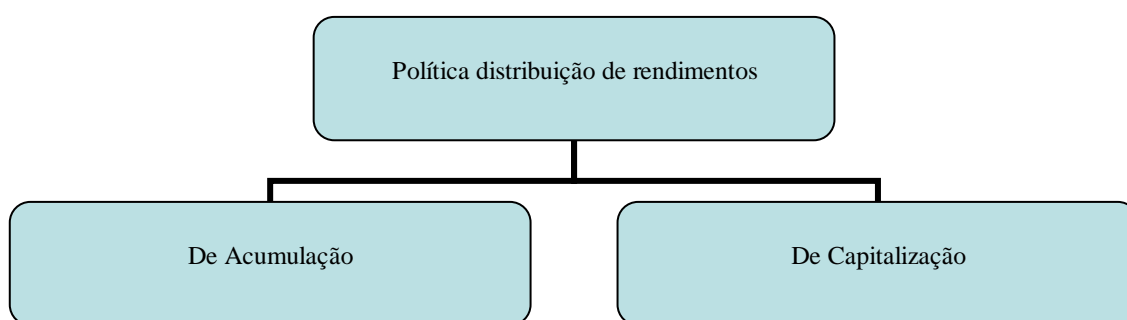 Política distribuição de rendimentos
De Acumulação
De Capitalização